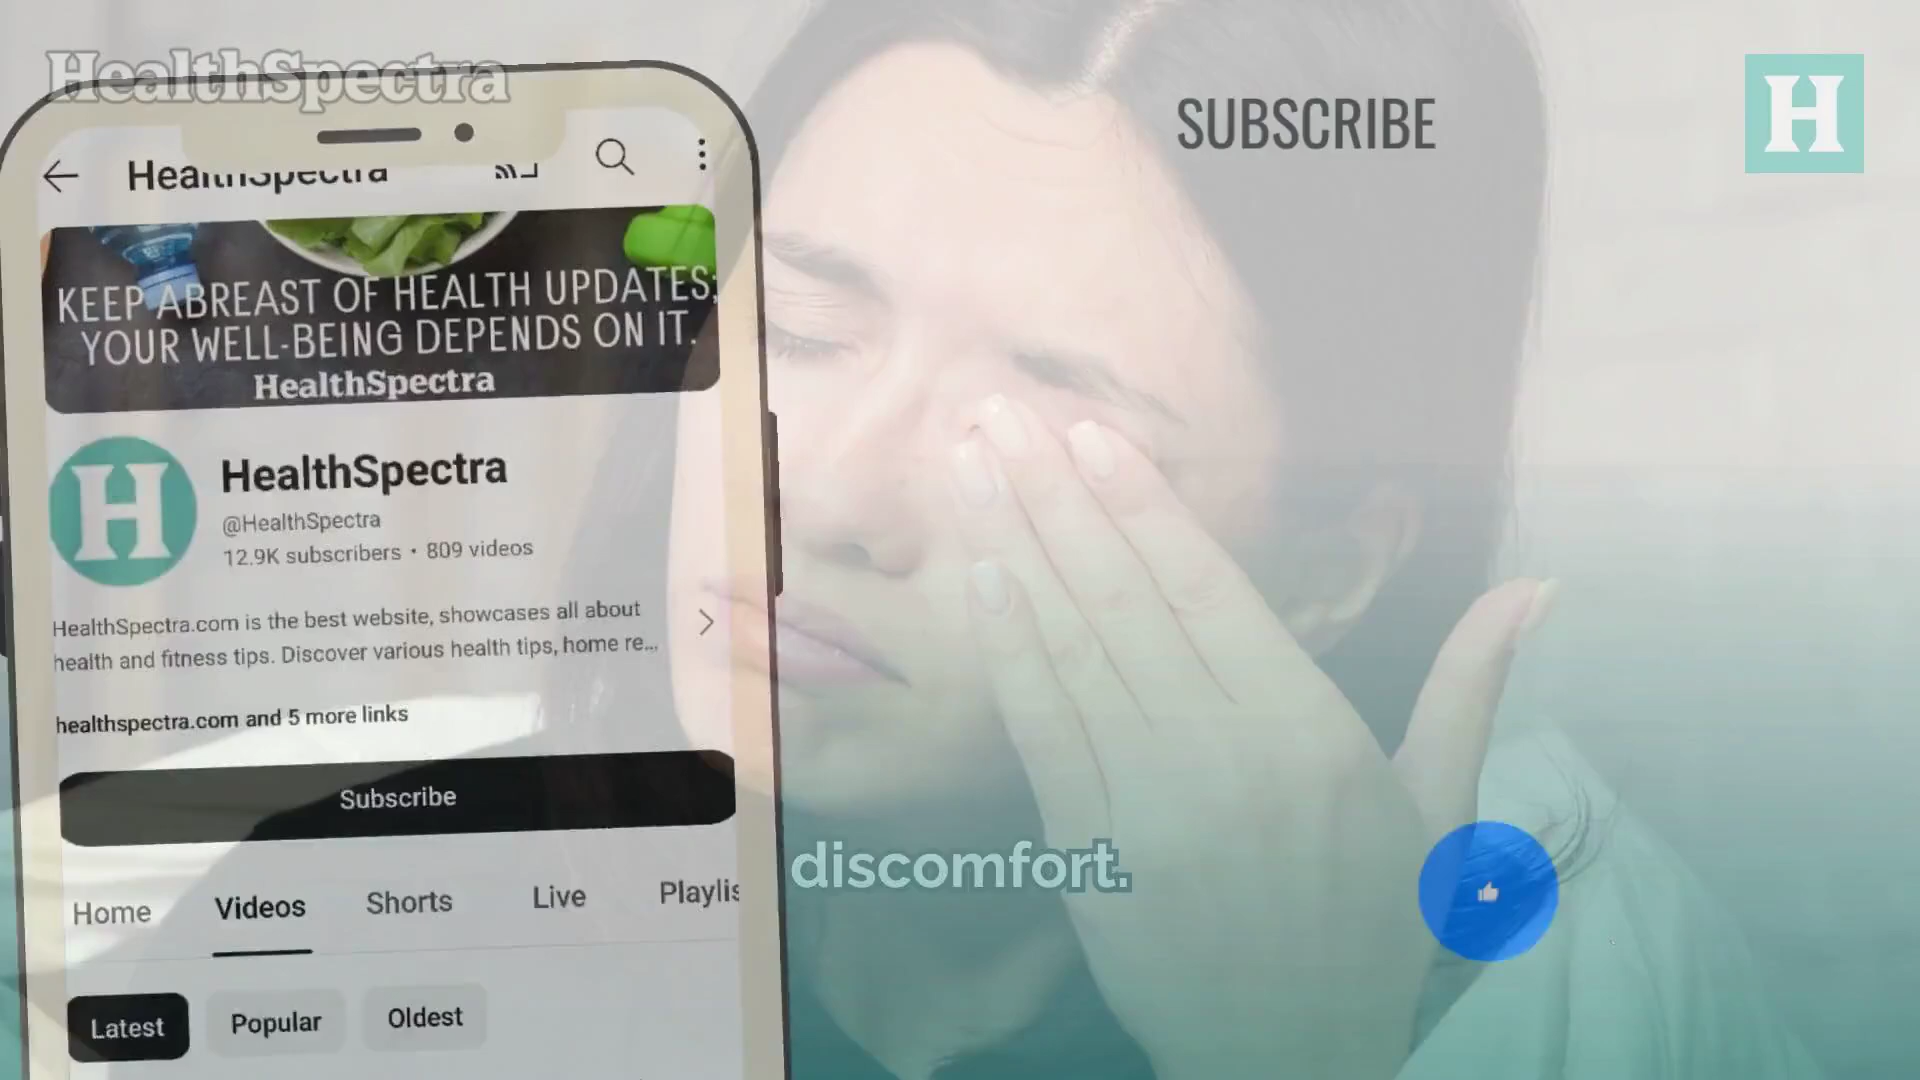 HealthSpectra
SUBSCRIBE
H
HealthSpectra
KEEP ABREAST OF HEALTH UPDATES;
YOUR WELL-BEING DEPENDS ON IT.
HealthSpectra
H
HealthSpectra
@HealthSpectra
12.9K subscribers • 809 videos
HealthSpectra.com is the best website, showcases all about
health and fitness tips. Discover various health tips, home re...
healthspectra.com and 5 more links
Subscribe
discomfort.
Home Videos Shorts Live Playlis
Latest Popular Oldest